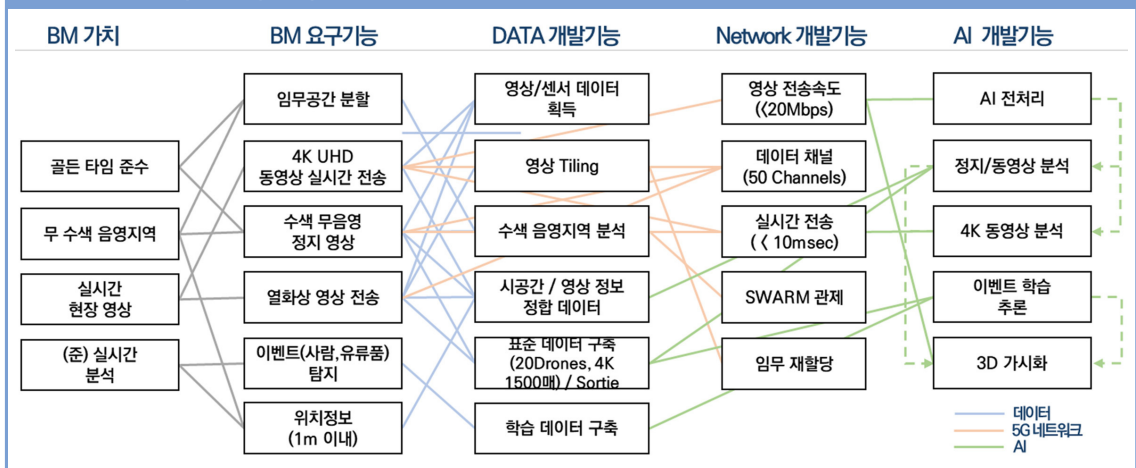 BM 가치
BM 요구기능
DATA 개발기능
Network 개발기능
AI 개발기능
골든 타임 준수
무 수색 음영지역
실시간
현장 영상
(준) 실시간
분석
임무공간 분할
4K UHD
동영상 실시간 전송
수색 무음영
정지 영상
열화상 영상 전송
이벤트(사람,유류품)
탐지
위치정보
(1m 이내)
영상/센서 데이터
획득
영상 Tiling
수색 음영지역 분석
시공간 / 영상 정보
정합 데이터
표준 데이터 구축
(20Drones, 4K
1500매) / Sortie
학습 데이터 구축
영상 전송속도
(<20Mbps)
데이터 채널
(50 Channels)
실시간 전송
( < 10msec)
SWARM 관제
임무 재할당
AI 전처리
정지/동영상 분석
4K 동영상 분석
이벤트 학습
추론
3D 가시화
데이터
5G 네트워크
AI